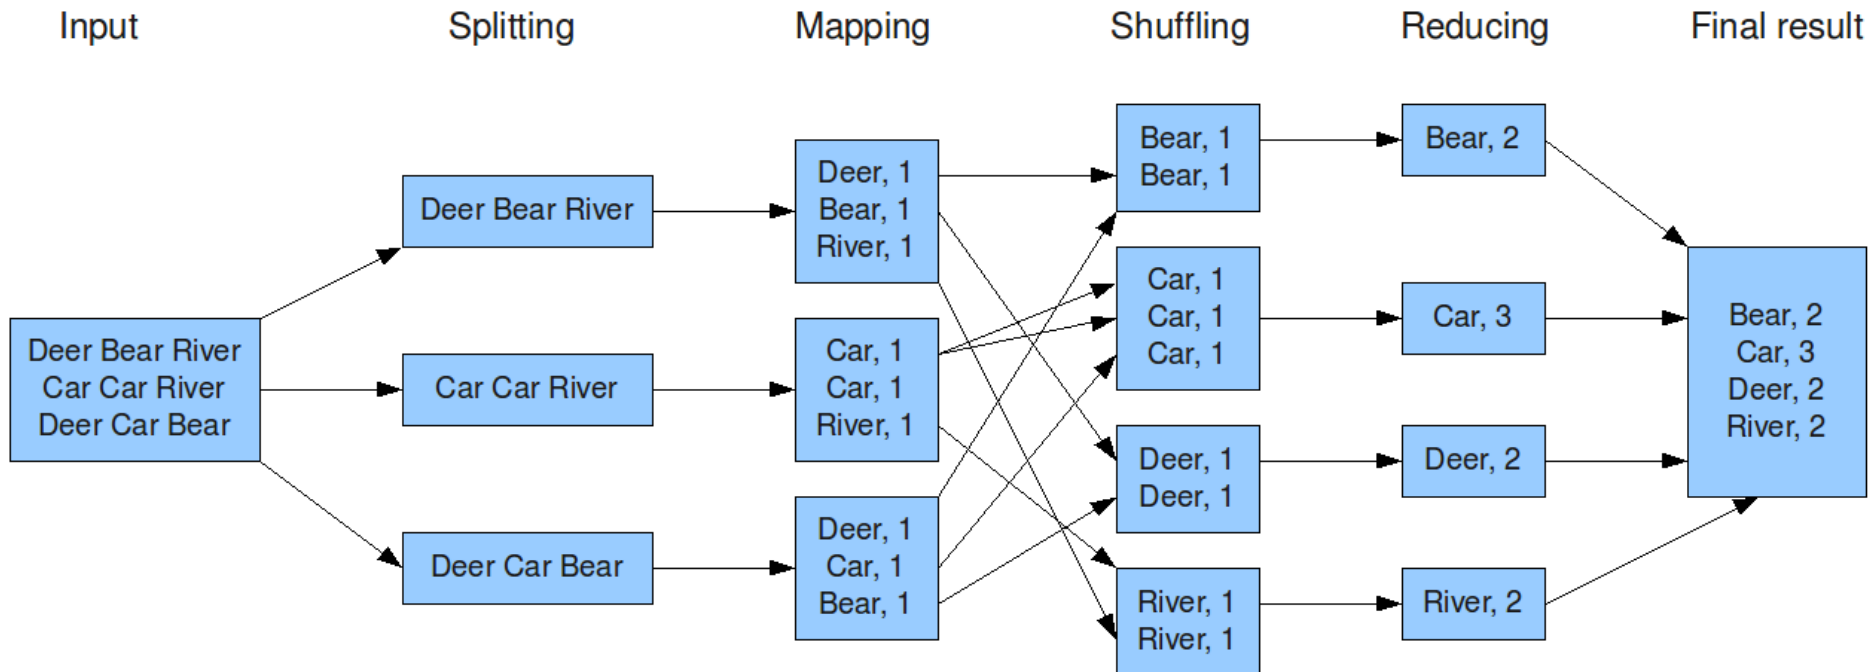 Input
Splitting
Mapping
Shuffling
Reducing
Final result
Deer Bear River
Car Car River
Deer Car Bear
Deer Bear River
Car Car River
Deer Car Bear
Deer, 1
Bear, 1
River, 1
Car, 1
Car, 1
River, 1
Deer, 1
Car, 1
Bear, 1
Bear, 1
Bear, 1
Car, 1
Car, 1
Car, 1
Deer, 1
Deer, 1
River, 1
River, 1
Bear, 2
Car, 3
Deer, 2
River, 2
Bear, 2
Car, 3
Deer, 2
River, 2